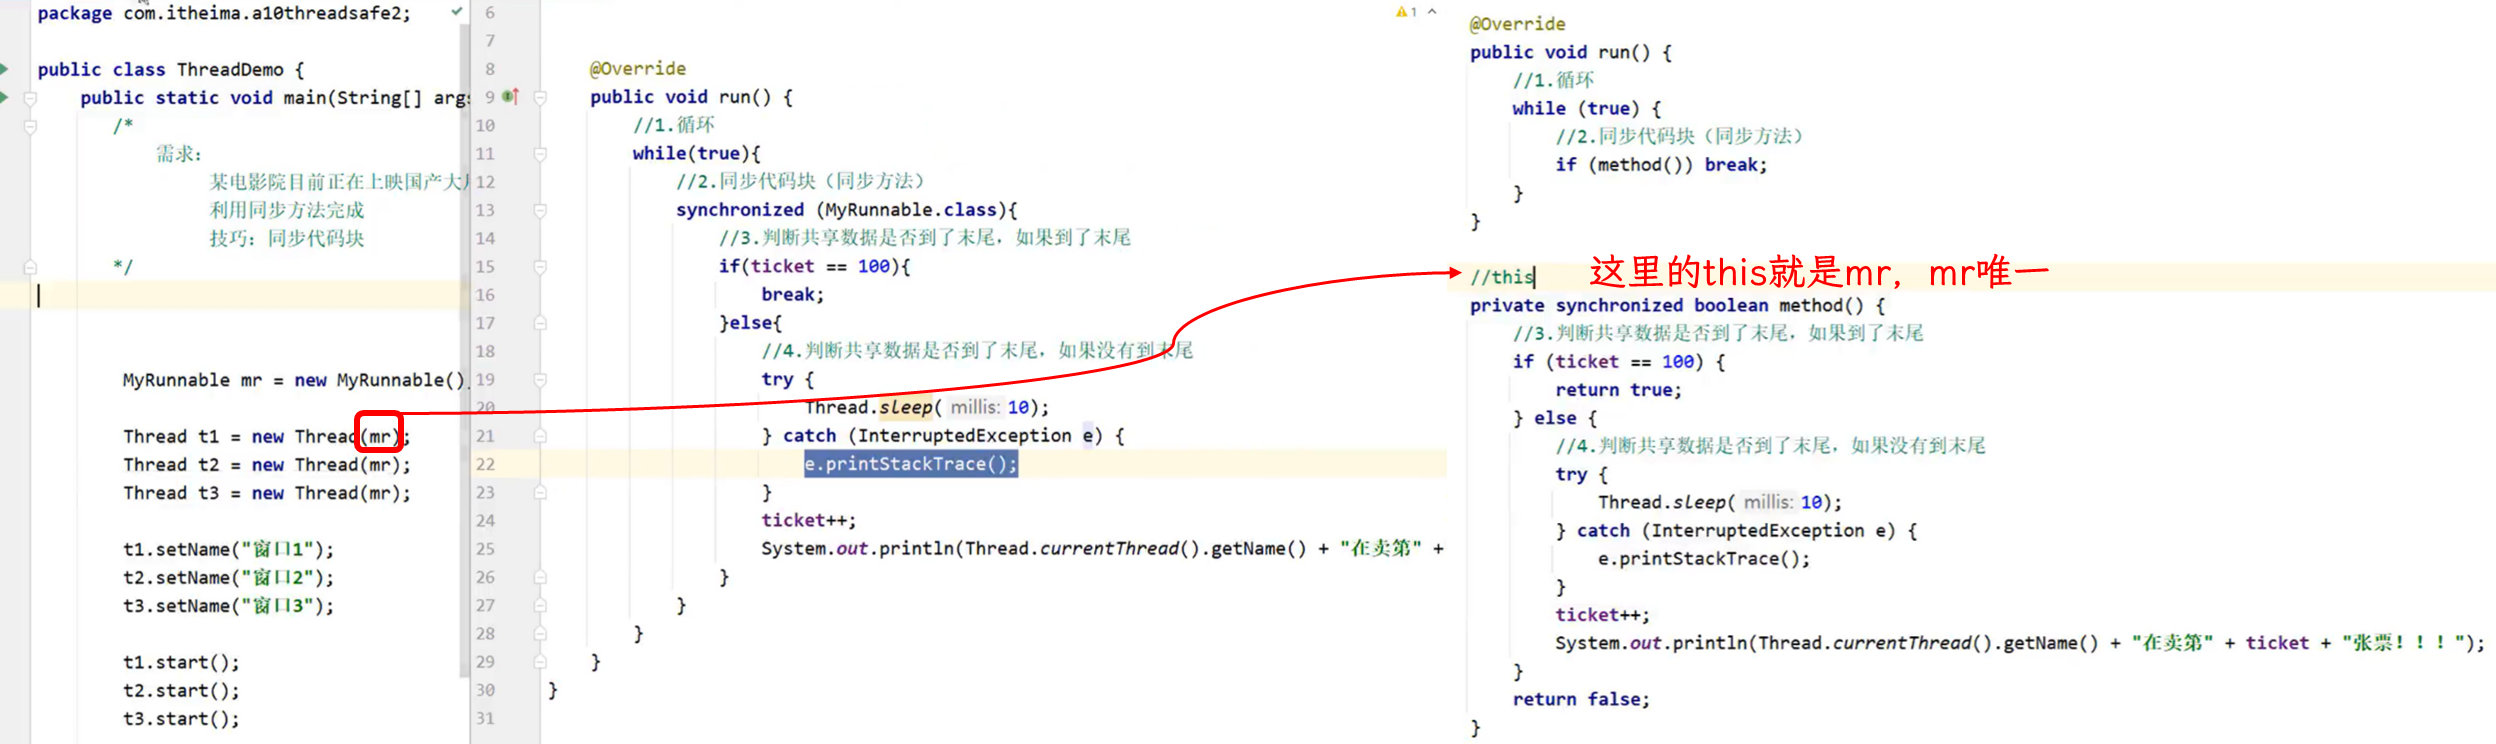 package com.itheima.a10threadsafe2;
public class ThreadDemo {
public static void main(String[] args
/*
需求:
某电影院目前正在上映国产大
利用同步方法完成
技巧: 同步代码块
*/
MyRunnable mr = new MyRunnable()
Thread t1 = new Thread(mr);
Thread t2 = new Thread(mr);
Thread t3 = new Thread(mr);
t1.setName("窗口1");
t2.setName("窗口2");
t3.setName("窗口3");
t1.start();
t2.start();
t3.start();
6
7
8 @Override
9 public void run() {
10 //1.循环
11 while(true){
12 //2.同步代码块（同步方法）
13 synchronized (MyRunnable.class){
14 //3.判断共享数据是否到了末尾，如果到了末尾
15 if(ticket == 100){
16 break;
17 }else{
18 //4.判断共享数据是否到了末尾，如果没有到末尾
19 try {
20 Thread.sleep( millis: 10);
21 } catch (InterruptedException e) {
22 e.printStackTrace();
23 }
24 ticket++;
25 System.out.println(Thread.currentThread().getName() + "在卖第" +
26 }
27 }
28 }
29 }
30 }
31
1
@Override
public void run() {
//1.循环
while (true) {
//2.同步代码块（同步方法）
if (method()) break;
}
}
//this
这里的this就是mr，mr唯一
private synchronized boolean method() {
//3.判断共享数据是否到了末尾，如果到了末尾
if (ticket == 100) {
return true;
} else {
//4.判断共享数据是否到了末尾，如果没有到末尾
try {
Thread.sleep( millis: 10);
} catch (InterruptedException e) {
e.printStackTrace();
}
ticket++;
System.out.println(Thread.currentThread().getName() + "在卖第" + ticket + "张票！！！");
}
return false;
}